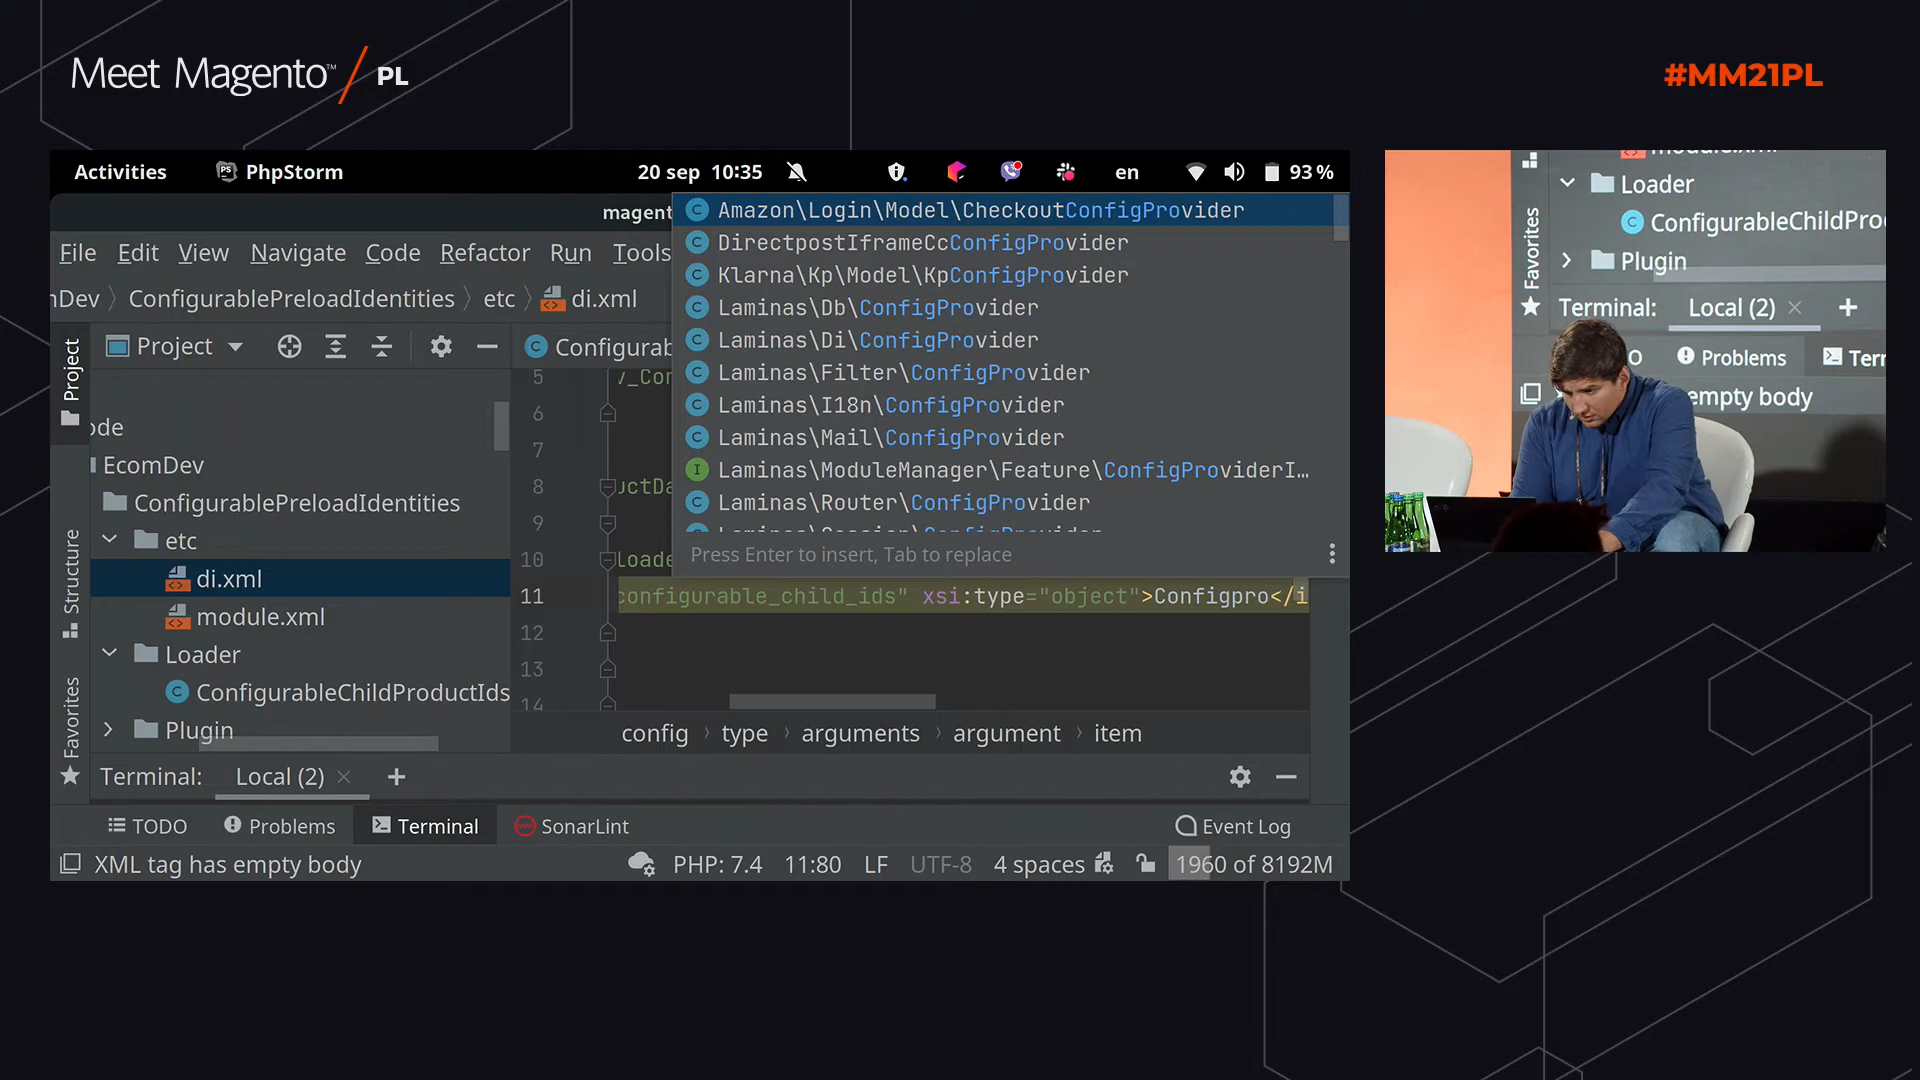 Meet Magento™ / PL
#MM21PL
Activities
PhpStorm
20 sep 10:35
en
93 %
magent
File Edit View Navigate Code Refactor Run Tools
nDev ConfigurablePreloadIdentities etc di.xml
Project
Project
Structure
Favorites
ode
EcomDev
ConfigurablePreloadIdentities
etc
di.xml
module.xml
Loader
ConfigurableChildProductIds
Plugin
Configurab
Amazon\Login\Model\CheckoutConfigProvider
DirectpostIframeCcConfigProvider
Klarna\Kp\Model\KpConfigProvider
Laminas\Db\ConfigProvider
Laminas\Di\ConfigProvider
Laminas\Filter\ConfigProvider
Laminas\I18n\ConfigProvider
Laminas\Mail\ConfigProvider
Laminas\ModuleManager\Feature\ConfigProviderI…
Laminas\Router\ConfigProvider
Press Enter to insert, Tab to replace
5
6
7
8
9
10 Loade
11 configurable_child_ids" xsi:type="object">Configpro</i
12
13
14
config › type › arguments › argument › item
Terminal: Local (2) × +
TODO Problems Terminal SonarLint Event Log
XML tag has empty body
PHP: 7.4 11:80 LF UTF-8 4 spaces 1960 of 8192M
Loader
ConfigurableChildPro
Plugin
Favorites
Terminal: Local (2) × +
O Problems Terr
empty body